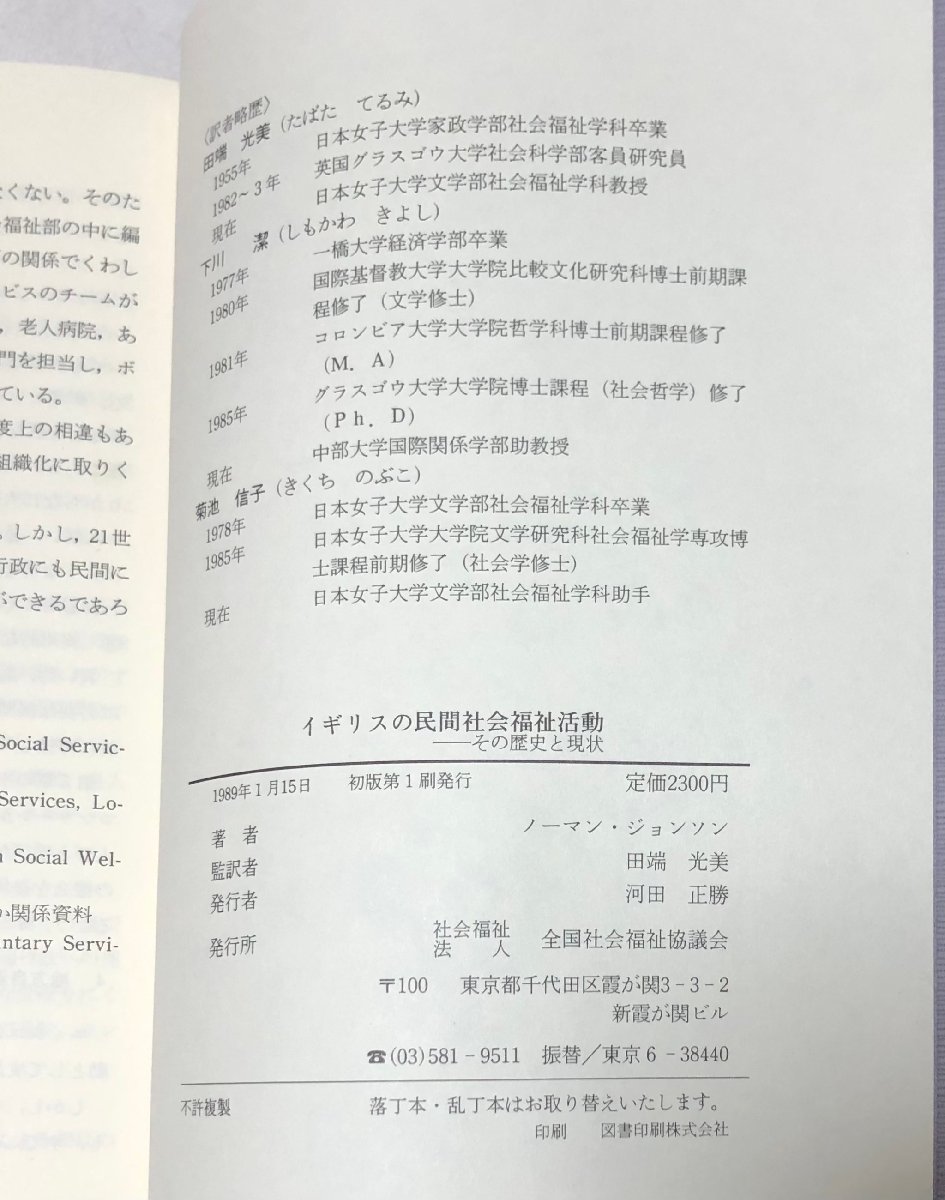 くない。そのた
福祉部の中に編
の関係でくわし
ビスのチームが
，老人病院，あ
門を担当し，ボ
ている。
度上の相違もあ
組織化に取りく
しかし，21世
行政にも民間に
ができるであろ
Social Servic-
Services, Lo-
Social Wel-
関係資料
ntary Servi-
〈訳者略歴〉
田端 光美（たばた てるみ）
1955年 日本女子大学家政学部社会福祉学科卒業
1982～3年 英国グラスゴウ大学社会科学部客員研究員
現在 日本女子大学文学部社会福祉学科教授
下川 潔（しもかわ きよし）
1977年 一橋大学経済学部卒業
1980年 国際基督教大学大学院比較文化研究科博士前期課
程修了（文学修士）
1981年 コロンビア大学大学院哲学科博士前期課程修了
（M．A）
1985年 グラスゴウ大学大学院博士課程（社会哲学）修了
（Ph．D）
現在 中部大学国際関係学部助教授
菊池 信子（きくち のぶこ）
1978年 日本女子大学文学部社会福祉学科卒業
1985年 日本女子大学大学院文学研究科社会福祉学専攻博
士課程前期修了（社会学修士）
現在 日本女子大学文学部社会福祉学科助手
イギリスの民間社会福祉活動
——その歴史と現状
1989年1月15日 初版第1刷発行 定価2300円
著者 ノーマン・ジョンソン
監訳者 田端 光美
発行者 河田 正勝
発行所 社会福祉法人 全国社会福祉協議会
〒100 東京都千代田区霞が関3－3－2
新霞が関ビル
☎(03)581－9511 振替／東京6－38440
不許複製 落丁本・乱丁本はお取り替えいたします。
印刷 図書印刷株式会社